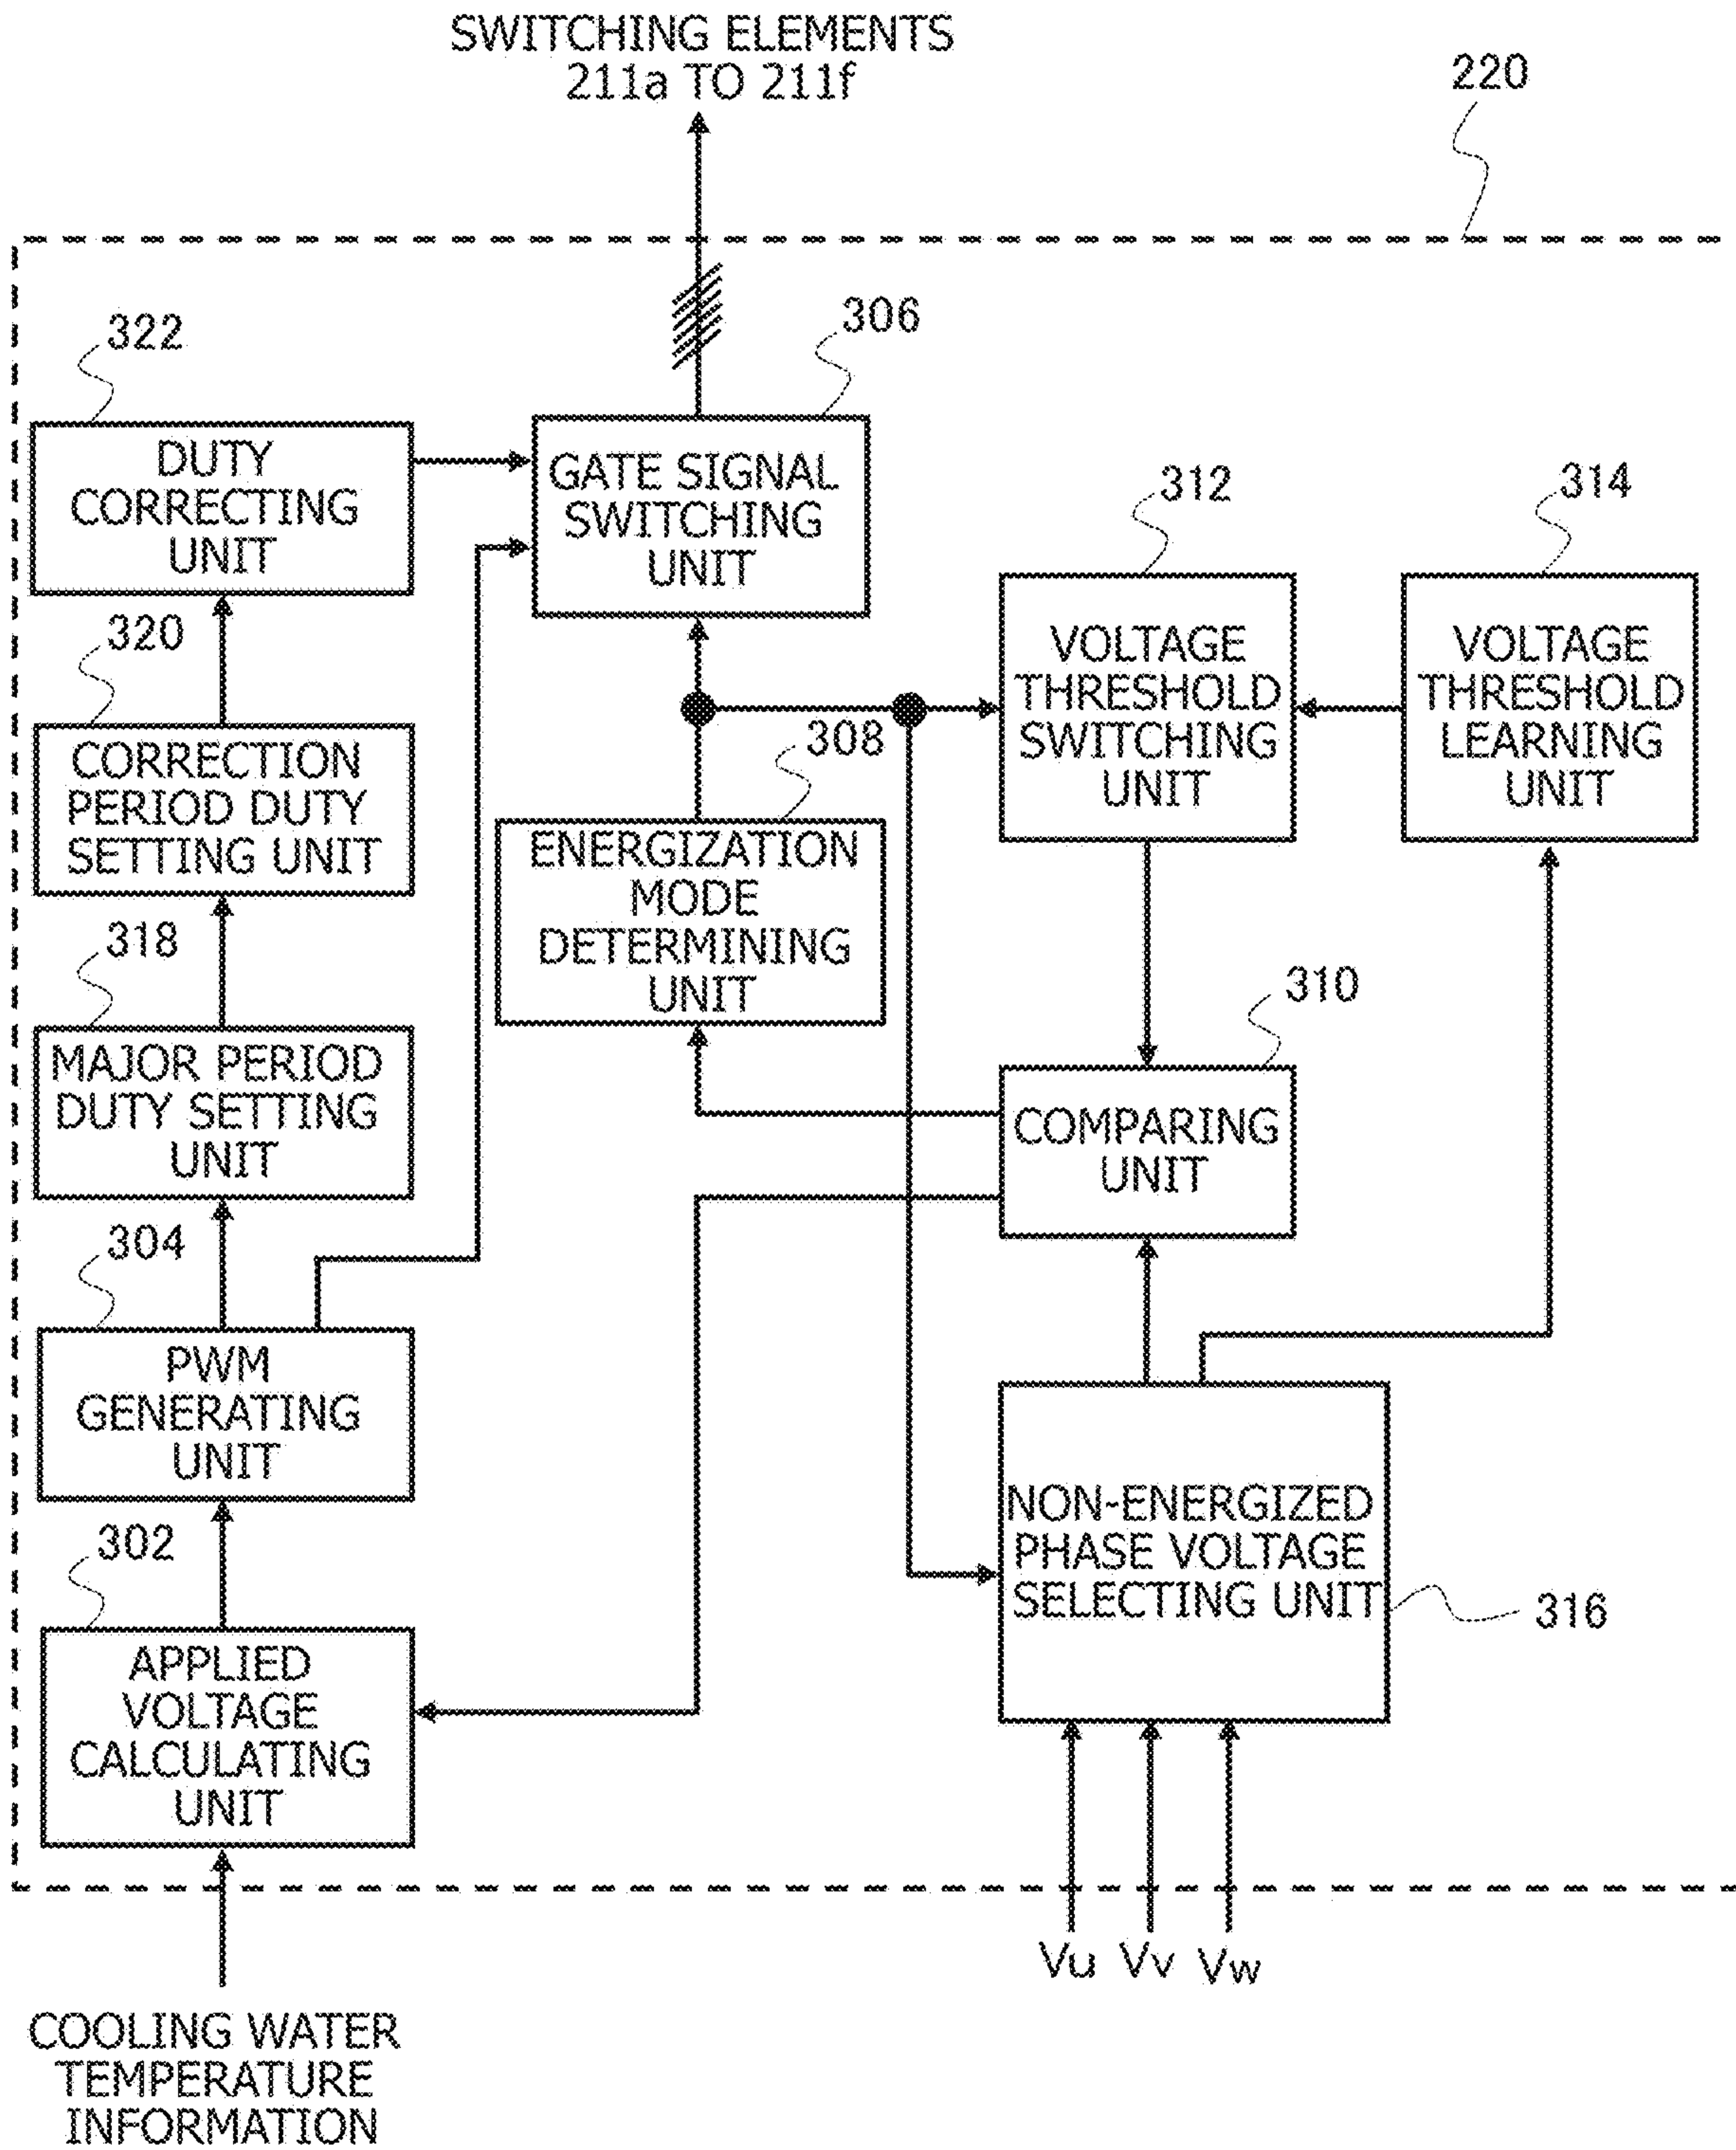 SWITCHING ELEMENTS
211a TO 211f
220
322
306
DUTY
CORRECTING
UNIT
GATE SIGNAL
SWITCHING
UNIT
312
314
320
VOLTAGE
THRESHOLD
SWITCHING
UNIT
VOLTAGE
THRESHOLD
LEARNING
UNIT
CORRECTION
PERIOD DUTY
SETTING UNIT
308
ENERGIZATION
MODE
DETERMINING
UNIT
318
310
MAJOR PERIOD
DUTY SETTING
UNIT
COMPARING
UNIT
304
PWM
GENERATING
UNIT
NON-ENERGIZED
PHASE VOLTAGE
SELECTING UNIT
316
302
APPLIED
VOLTAGE
CALCULATING
UNIT
Vu Vv Vw
COOLING WATER
TEMPERATURE
INFORMATION